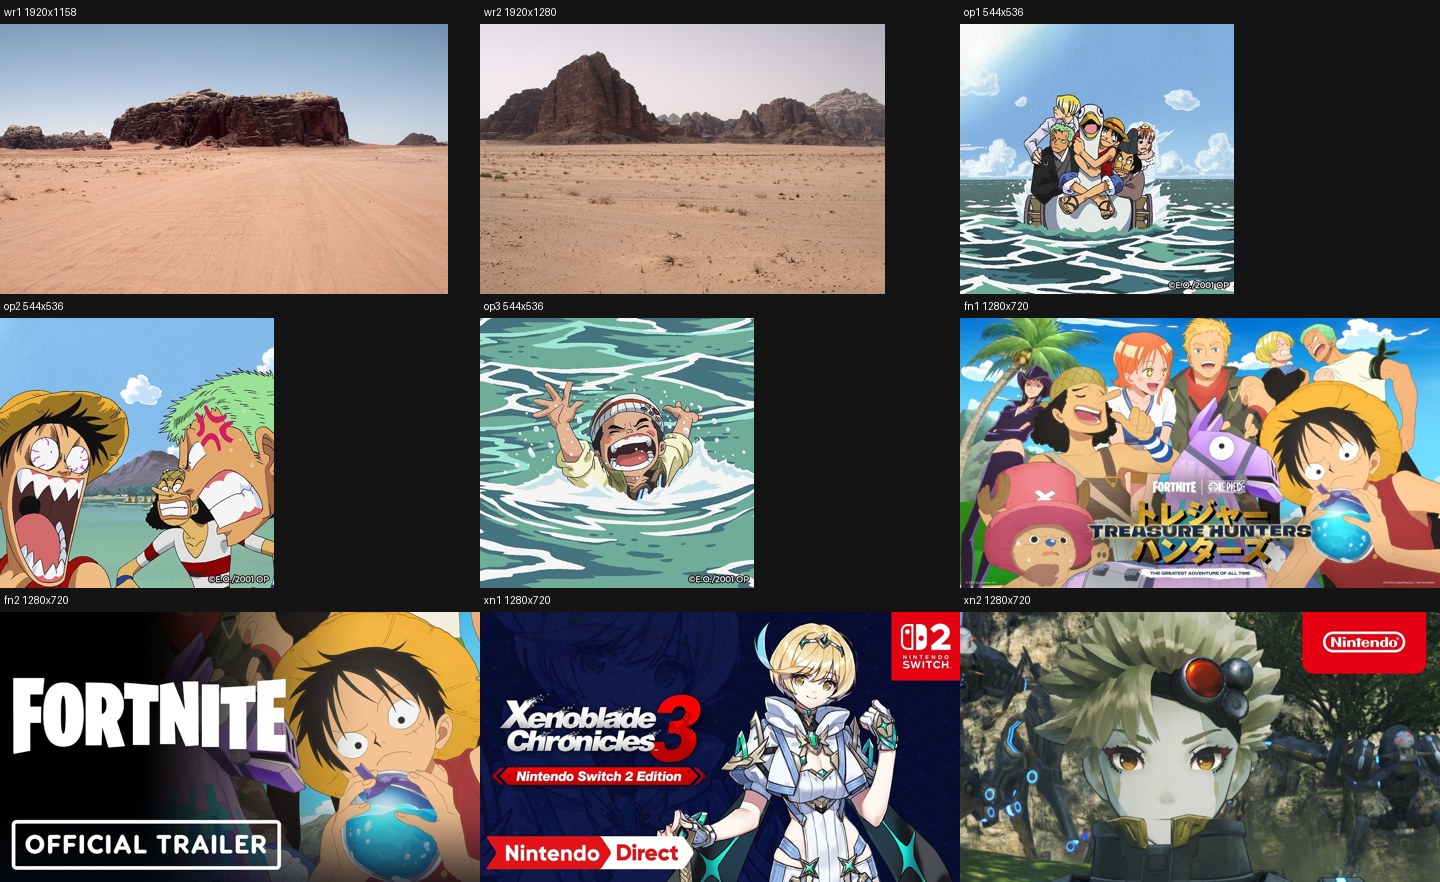 wr1 1920x1158
wr2 1920x1280
op1 544x536
©E.O./2001 OP
op2 544x536
©E.O./2001 OP
op3 544x536
©E.O./2001 OP
fn1 1280x720
FORTNITE | ONE PIECE
トレジャー
TREASURE HUNTERS
ハンターズ
THE GREATEST ADVENTURE OF ALL TIME
fn2 1280x720
FORTNITE
OFFICIAL TRAILER
xn1 1280x720
2
NINTENDO
SWITCH
Xenoblade
Chronicles 3
Nintendo Switch 2 Edition
Nintendo Direct
xn2 1280x720
Nintendo